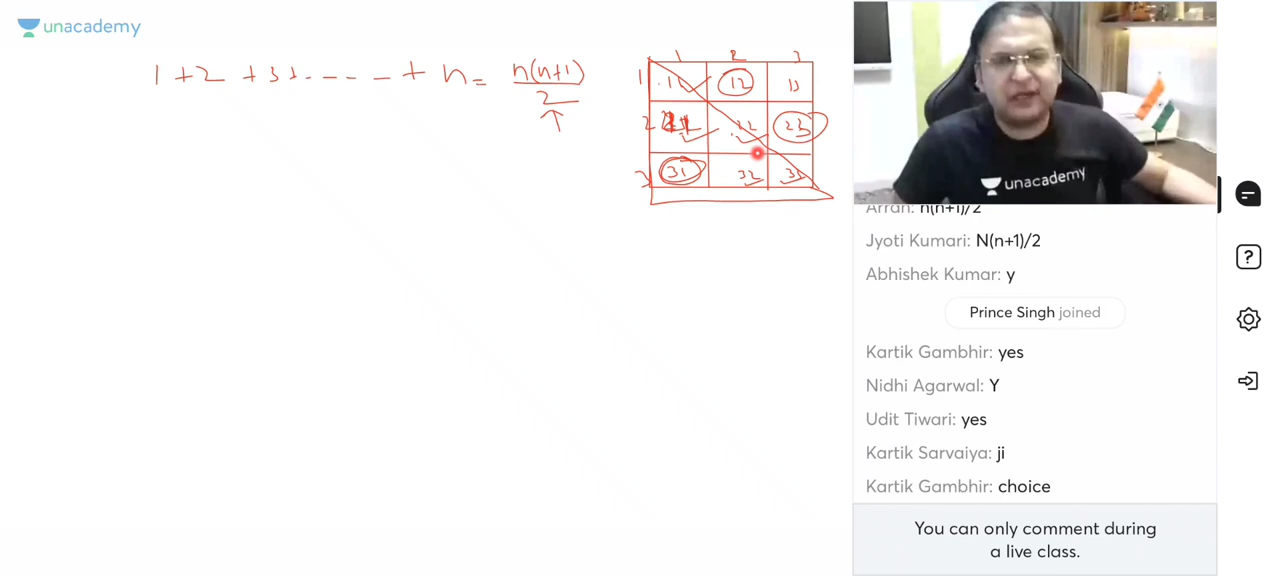 unacademy
1 + 2 + 3 + . . . - - - - + n = n(n+1)
2
1 2 3
1 11 12 13
2 21 22 23
3 31 32 33
unacademy
Arran: n(n+1)/2
Jyoti Kumari: N(n+1)/2
Abhishek Kumar: y
Prince Singh joined
Kartik Gambhir: yes
Nidhi Agarwal: Y
Udit Tiwari: yes
Kartik Sarvaiya: ji
Kartik Gambhir: choice
You can only comment during
a live class.
?